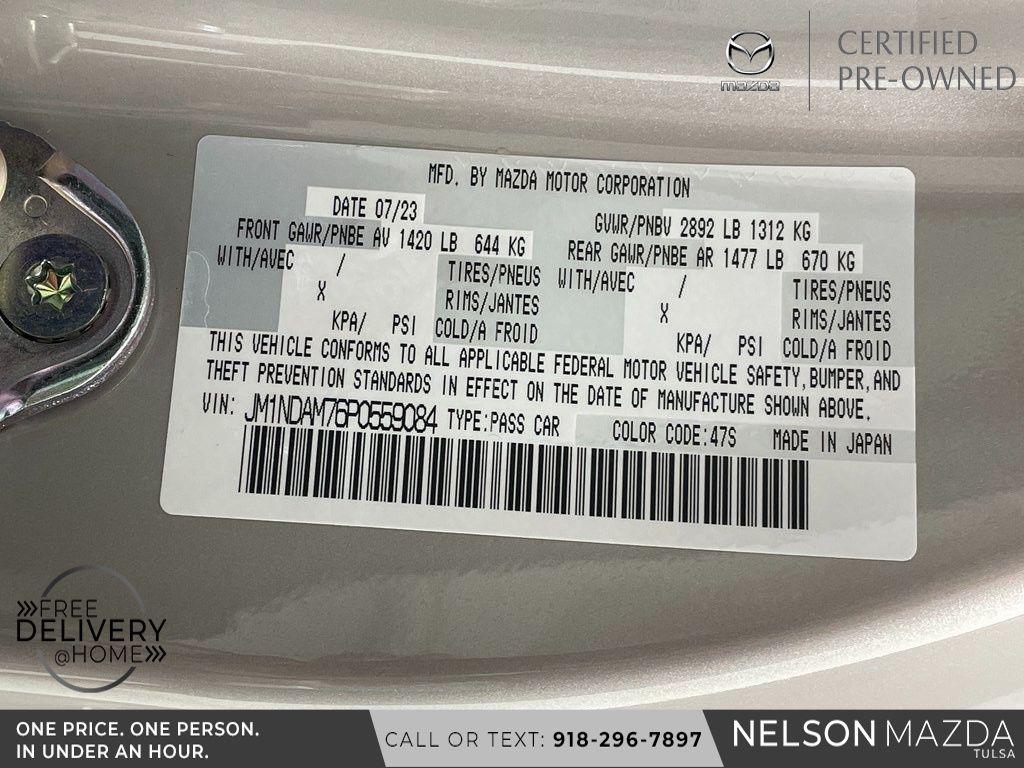 mazda
CERTIFIED
PRE-OWNED
MFD. BY MAZDA MOTOR CORPORATION
DATE 07/23
GVWR/PNBV 2892 LB 1312 KG
FRONT GAWR/PNBE AV 1420 LB 644 KG
REAR GAWR/PNBE AR 1477 LB 670 KG
WITH/AVEC / TIRES/PNEUS
WITH/AVEC / TIRES/PNEUS
X RIMS/JANTES
X RIMS/JANTES
KPA/ PSI COLD/A FROID
KPA/ PSI COLD/A FROID
THIS VEHICLE CONFORMS TO ALL APPLICABLE FEDERAL MOTOR VEHICLE SAFETY, BUMPER, AND
THEFT PREVENTION STANDARDS IN EFFECT ON THE DATE OF MANUFACTURE SHOWN ABOVE.
VIN: JM1NDAM76P0559084 TYPE: PASS CAR COLOR CODE: 47S MADE IN JAPAN
FREE
DELIVERY
@HOME
ONE PRICE. ONE PERSON.
IN UNDER AN HOUR.
CALL OR TEXT: 918-296-7897
NELSON MAZDA
TULSA